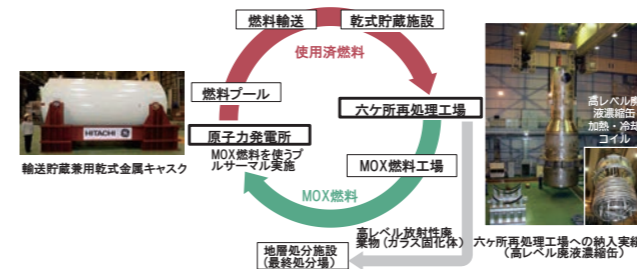 燃料輸送
乾式貯蔵施設
使用済燃料
燃料プール
六ケ所再処理工場
原子力発電所
MOX燃料を使うプ
ルサーマル実施
MOX燃料工場
MOX燃料
高レベル放射性廃
棄物(ガラス固化体)
地層処分施設
(最終処分場)
HITACHI
輸送貯蔵兼用乾式金属キャスク
高レベル廃
液濃縮缶
加熱・冷却
コイル
六ケ所再処理工場への納入実績
(高レベル廃液濃縮缶)